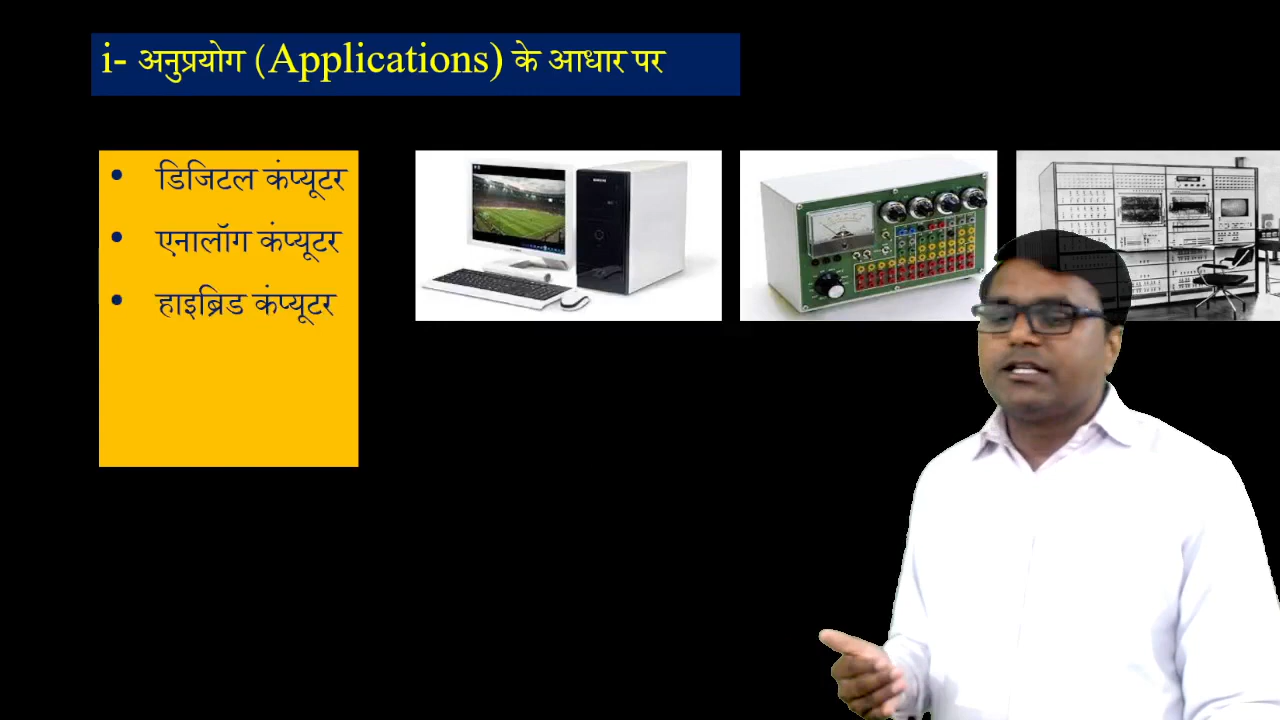 i- अनुप्रयोग (Applications) के आधार पर
• डिजिटल कंप्यूटर
• एनालॉग कंप्यूटर
• हाइब्रिड कंप्यूटर